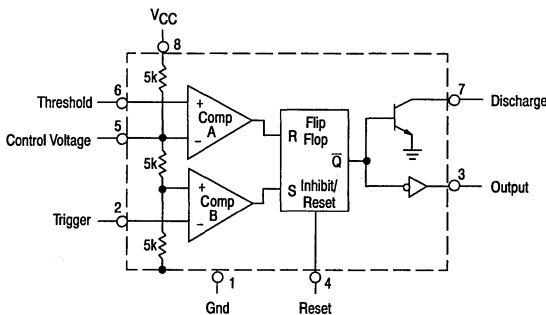 VCC
8
5k
Threshold
6
+
Comp
A
−
Control Voltage
5
5k
+
Comp
B
−
Trigger
2
5k
R
Flip
Flop
Q̅
S
Inhibit/
Reset
7
Discharge
3
Output
1
Gnd
4
Reset